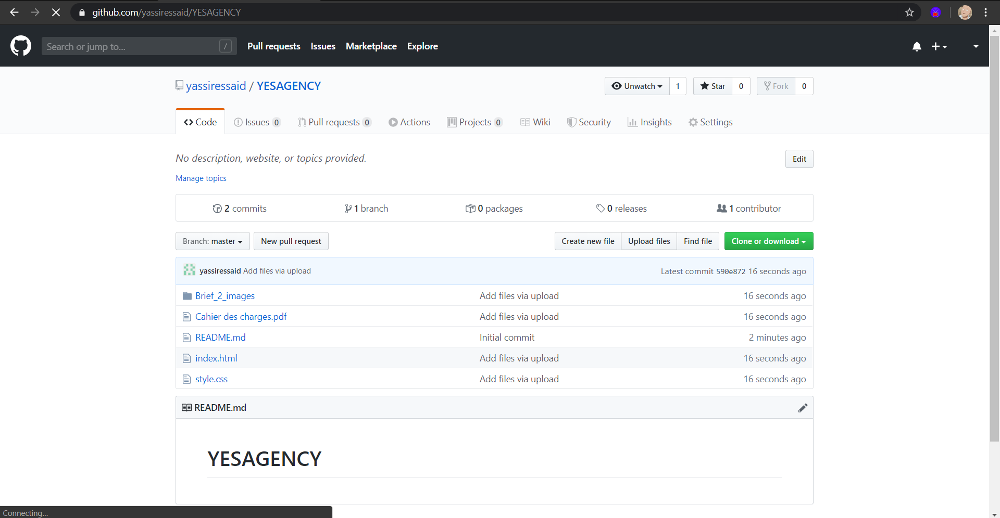 github.com/yassiressaid/YESAGENCY
Search or jump to... /
Pull requests Issues Marketplace Explore
yassiressaid / YESAGENCY
Unwatch 1 Star 0 Fork 0
Code Issues 0 Pull requests 0 Actions Projects 0 Wiki Security Insights Settings
No description, website, or topics provided.
Edit
Manage topics
2 commits 1 branch 0 packages 0 releases 1 contributor
Branch: master New pull request Create new file Upload files Find file Clone or download
yassiressaid Add files via upload Latest commit 590e872 16 seconds ago
Brief_2_images Add files via upload 16 seconds ago
Cahier des charges.pdf Add files via upload 16 seconds ago
README.md Initial commit 2 minutes ago
index.html Add files via upload 16 seconds ago
style.css Add files via upload 16 seconds ago
README.md
YESAGENCY
Connecting...